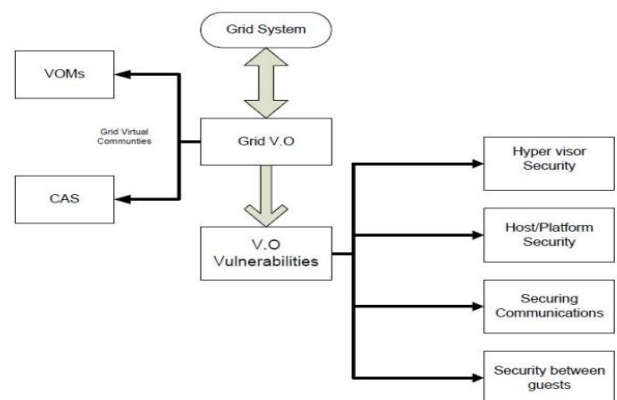 Grid System
VOMs
Grid Virtual
Communties
Grid V.O
CAS
V.O
Vulnerabilities
Hyper visor
Security
Host/Platform
Security
Securing
Communications
Security between
guests